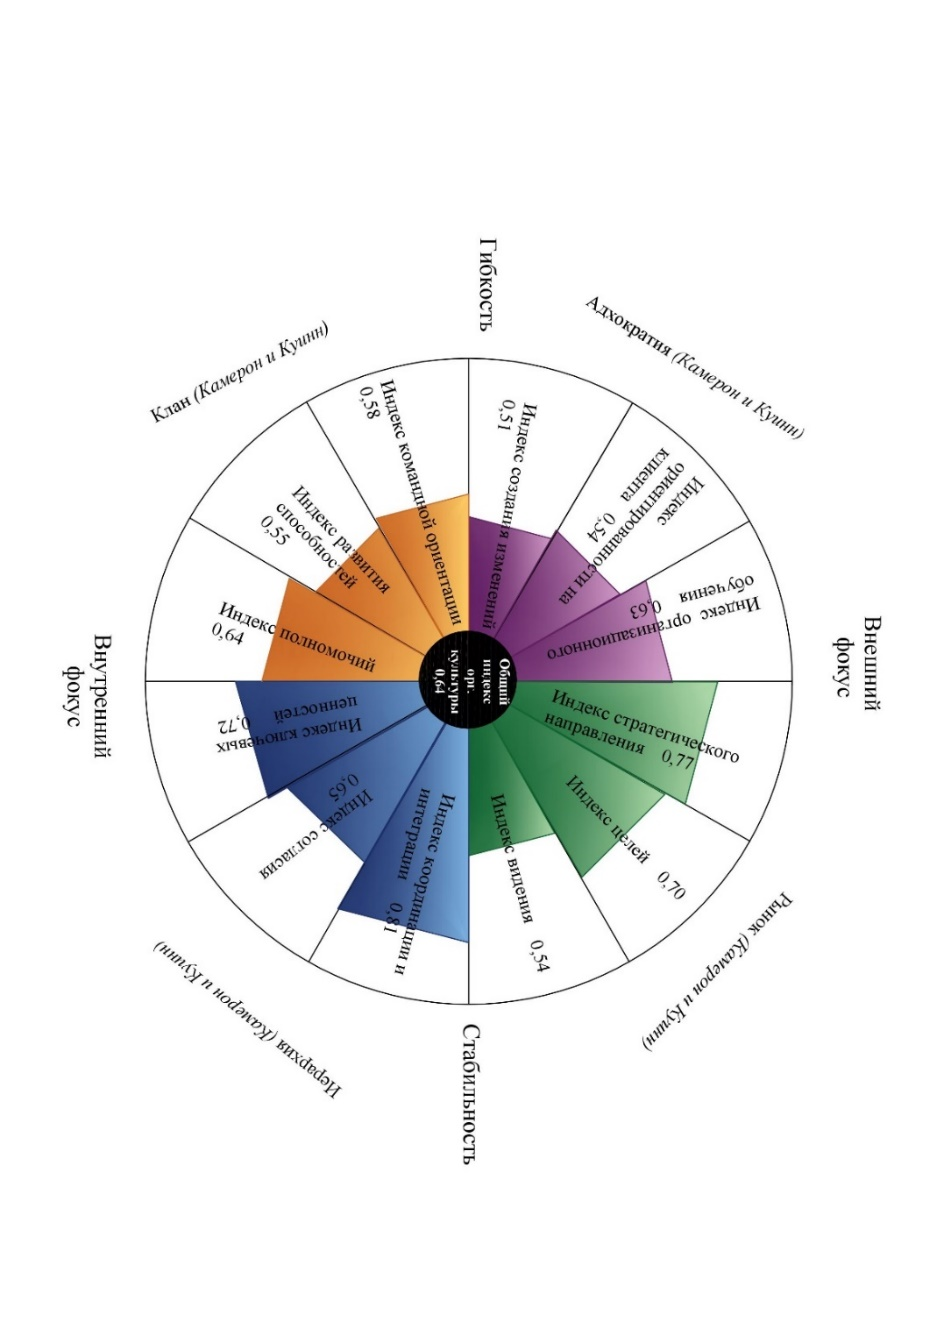 Гибкость
Адхократия (Камерон и Куинн)
Клан (Камерон и Куинн)
Индекс командной ориентации
0,58
Индекс создания изменений
0,51
Индекс
ориентированности на
клиента
0,54
Индекс развития
способностей
0,55
Индекс организационного
обучения 0,63
Индекс полномочий
0,64
Внешний
фокус
Внутренний
фокус
Общий
индекс
орг.
культуры
0,64
Индекс ключевых
ценностей
0,72
Индекс стратегического
направления 0,77
Индекс согласия
0,65
Индекс целей 0,70
Индекс координации и
интеграции 0,81
Индекс видения 0,54
Рынок (Камерон и Куинн)
Иерархия (Камерон и Куинн)
Стабильность